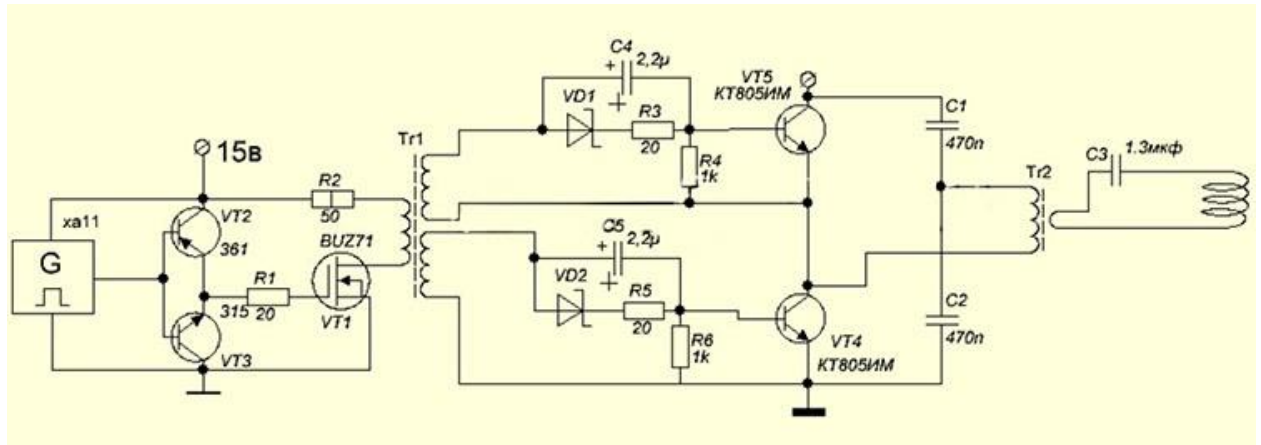 15в
xa11
G
VT2
361
315
VT3
R1
20
R2
50
BUZ71
VT1
Tr1
C4
+
2,2μ
+
VD1
R3
20
R4
1k
C5
+
2,2μ
+
VD2
R5
20
R6
1k
VT5
КТ805ИМ
VT4
КТ805ИМ
C1
470n
C2
470n
Tr2
C3
1.3мкф